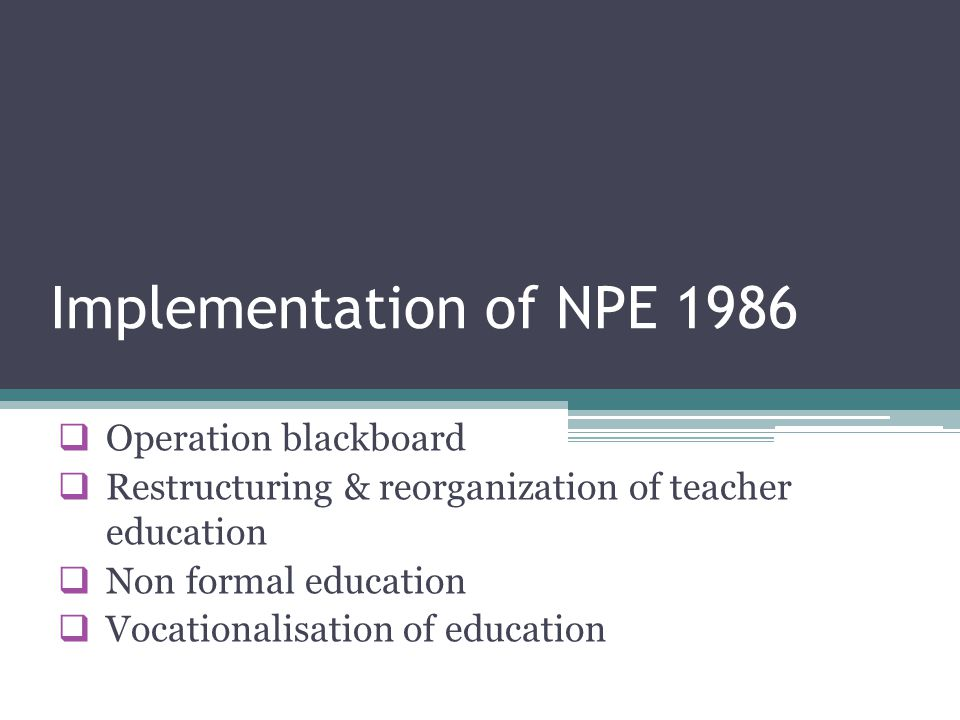 Implementation of NPE 1986
Operation blackboard
Restructuring & reorganization of teacher
education
Non formal education
Vocationalisation of education